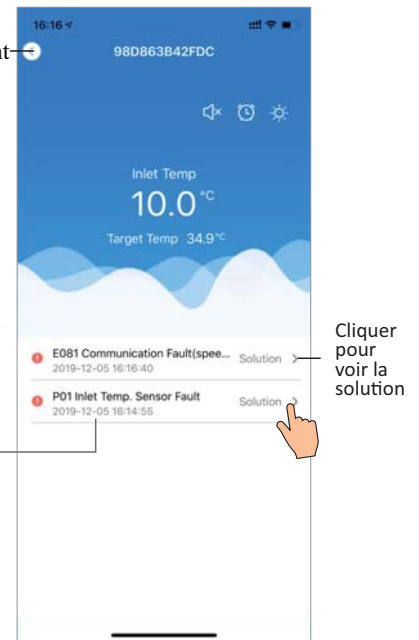 16:16
98D863B42FDC
Inlet Temp
10.0°C
Target Temp 34.9°C
E081 Communication Fault(spee...
Solution
2019-12-05 16:16:40
P01 Inlet Temp. Sensor Fault
Solution
2019-12-05 16:14:55
Cliquer
pour
voir la
solution